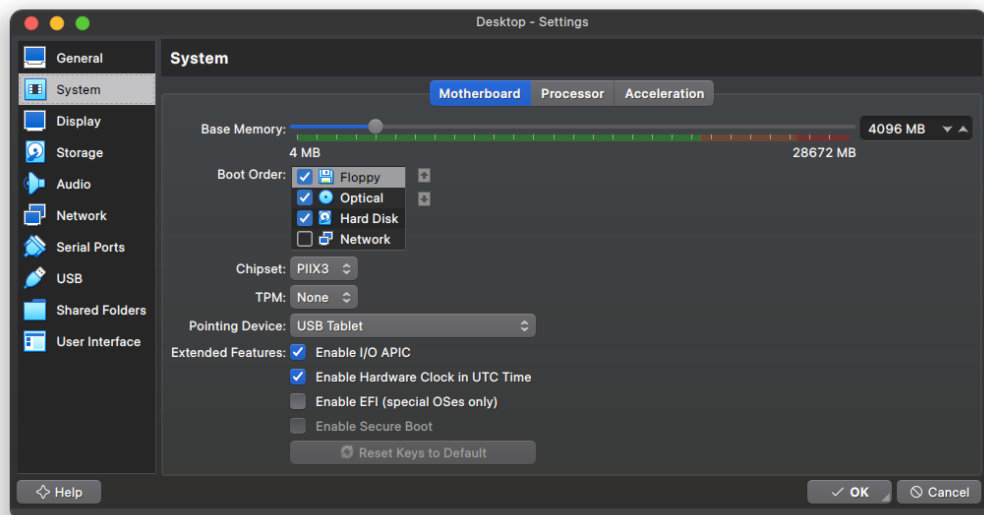 Desktop - Settings
General
System
Display
Storage
Audio
Network
Serial Ports
USB
Shared Folders
User Interface
System
Motherboard Processor Acceleration
Base Memory: 4096 MB
4 MB 28672 MB
Boot Order: Floppy
Optical
Hard Disk
Network
Chipset: PIIX3
TPM: None
Pointing Device: USB Tablet
Extended Features: Enable I/O APIC
Enable Hardware Clock in UTC Time
Enable EFI (special OSes only)
Enable Secure Boot
Reset Keys to Default
Help OK Cancel